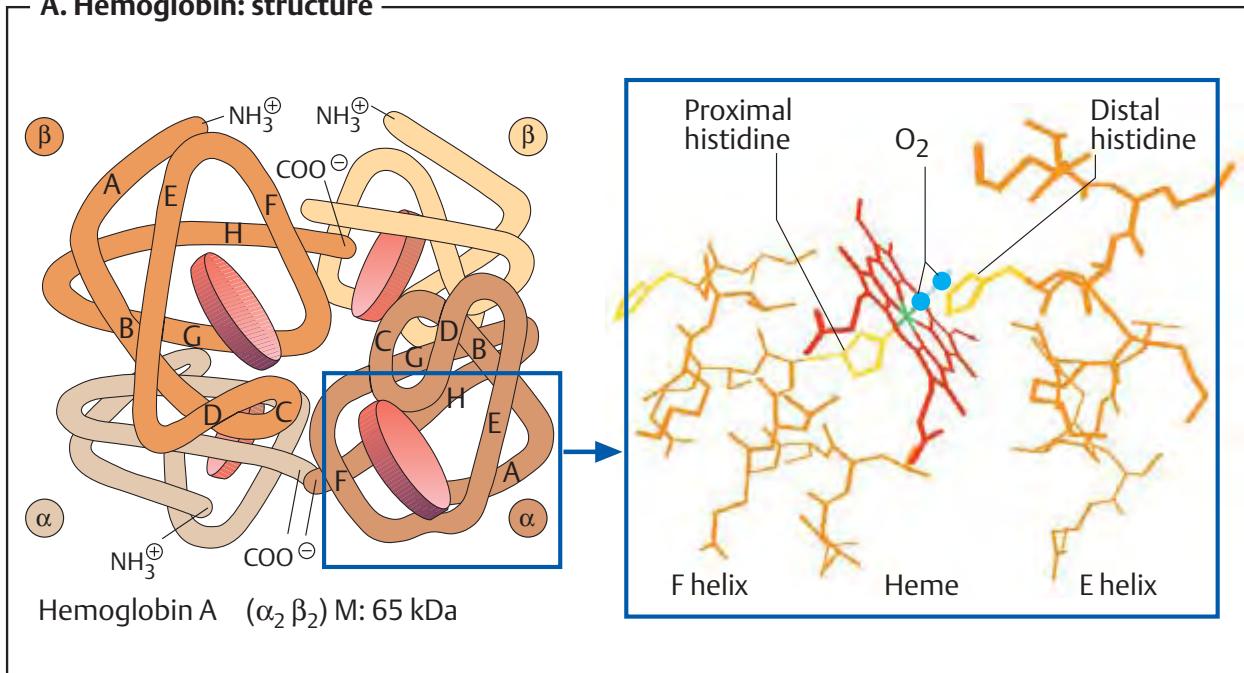 A. Hemoglobin: structure
β
NH₃⊕
NH₃⊕
β
COO⊖
A
E
F
H
B
G
D
C
C
G
D
B
H
E
F
A
α
NH₃⊕
COO⊖
α
Hemoglobin A (α₂ β₂) M: 65 kDa
Proximal
histidine
O₂
Distal
histidine
F helix
Heme
E helix